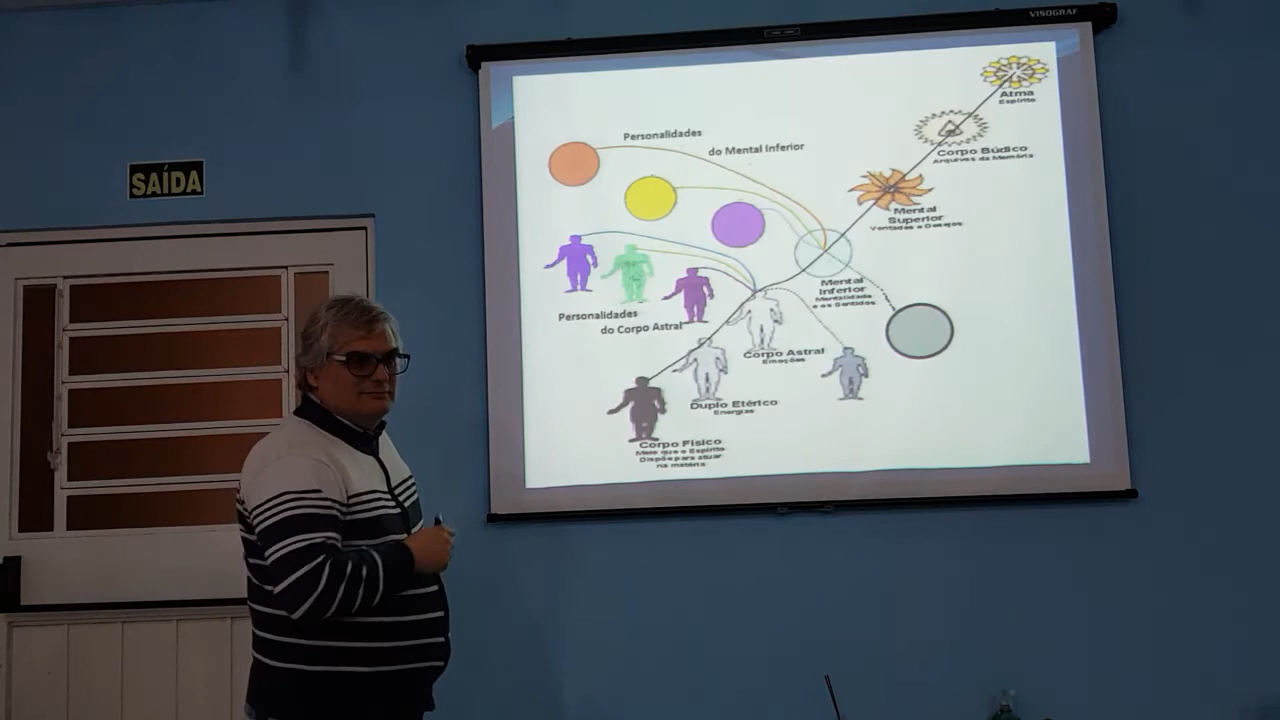 VISOGRAF
SAÍDA
Atma
Espírito
Corpo Búdico
Arquivos da Memória
Mental
Superior
Vontades e Desejos
Personalidades
do Mental Inferior
Mental
Inferior
Mentalidade
e os Sentidos
Personalidades
do Corpo Astral
Corpo Astral
Emoções
Duplo Etérico
Energias
Corpo Físico
Meio que o Espírito
Dispõe para atuar
na matéria